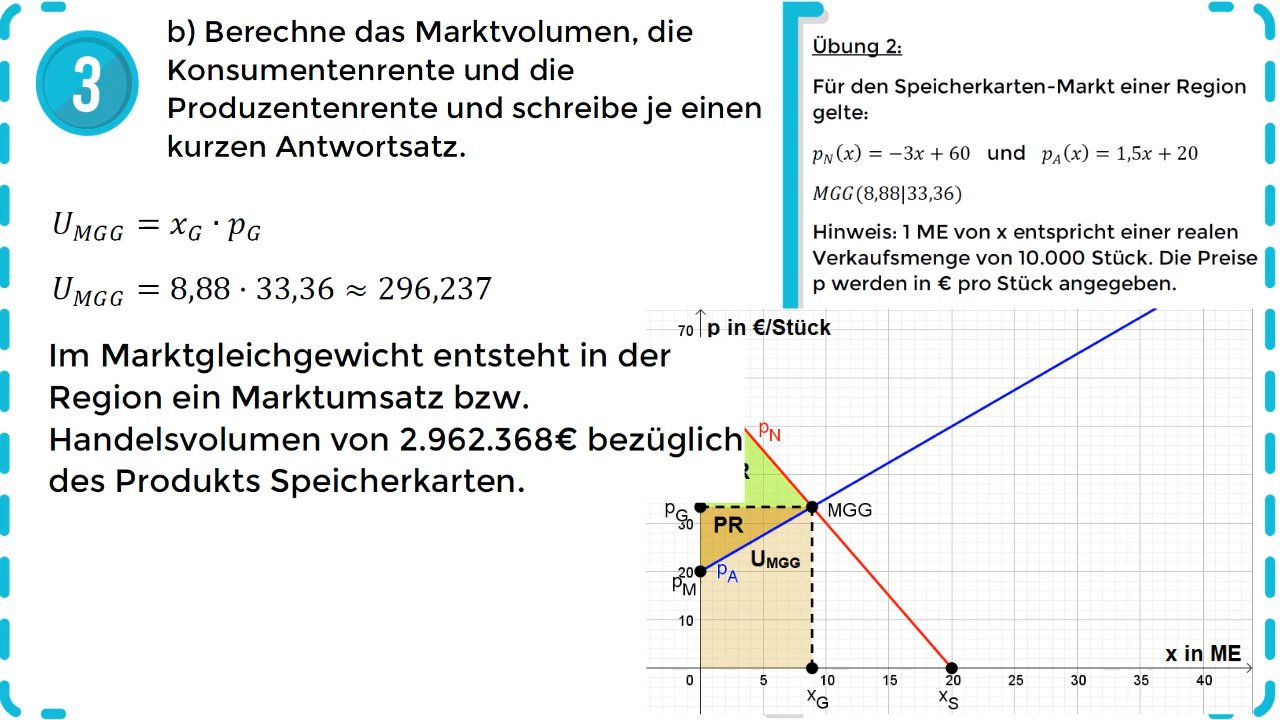 3
b) Berechne das Marktvolumen, die
Konsumentenrente und die
Produzentenrente und schreibe je einen
kurzen Antwortsatz.
U_MGG = x_G · p_G
U_MGG = 8,88 · 33,36 ≈ 296,237
Im Marktgleichgewicht entsteht in der
Region ein Marktumsatz bzw.
Handelsvolumen von 2.962.368€ bezüglich
des Produkts Speicherkarten.
Übung 2:
Für den Speicherkarten-Markt einer Region
gelte:
p_N(x) = −3x + 60 und p_A(x) = 1,5x + 20
MGG(8,88|33,36)
Hinweis: 1 ME von x entspricht einer realen
Verkaufsmenge von 10.000 Stück. Die Preise
p werden in € pro Stück angegeben.
70 p in €/Stück
p_N
R
p_G MGG
30 PR
U_MGG
20 p_A
p_M
10
x in ME
0 5 10 15 20 25 30 35 40
x_G x_S